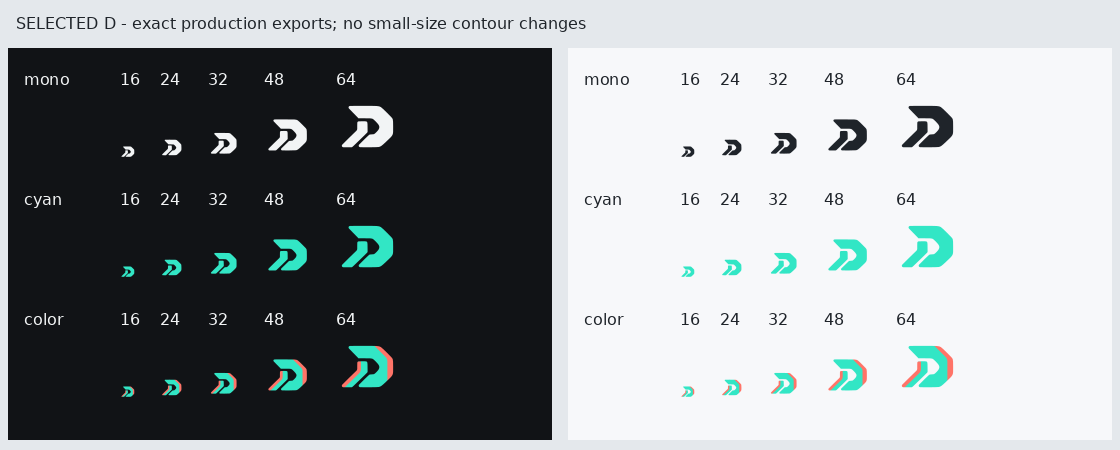 SELECTED D - exact production exports; no small-size contour changes
mono 16 24 32 48 64
cyan 16 24 32 48 64
color 16 24 32 48 64
mono 16 24 32 48 64
cyan 16 24 32 48 64
color 16 24 32 48 64